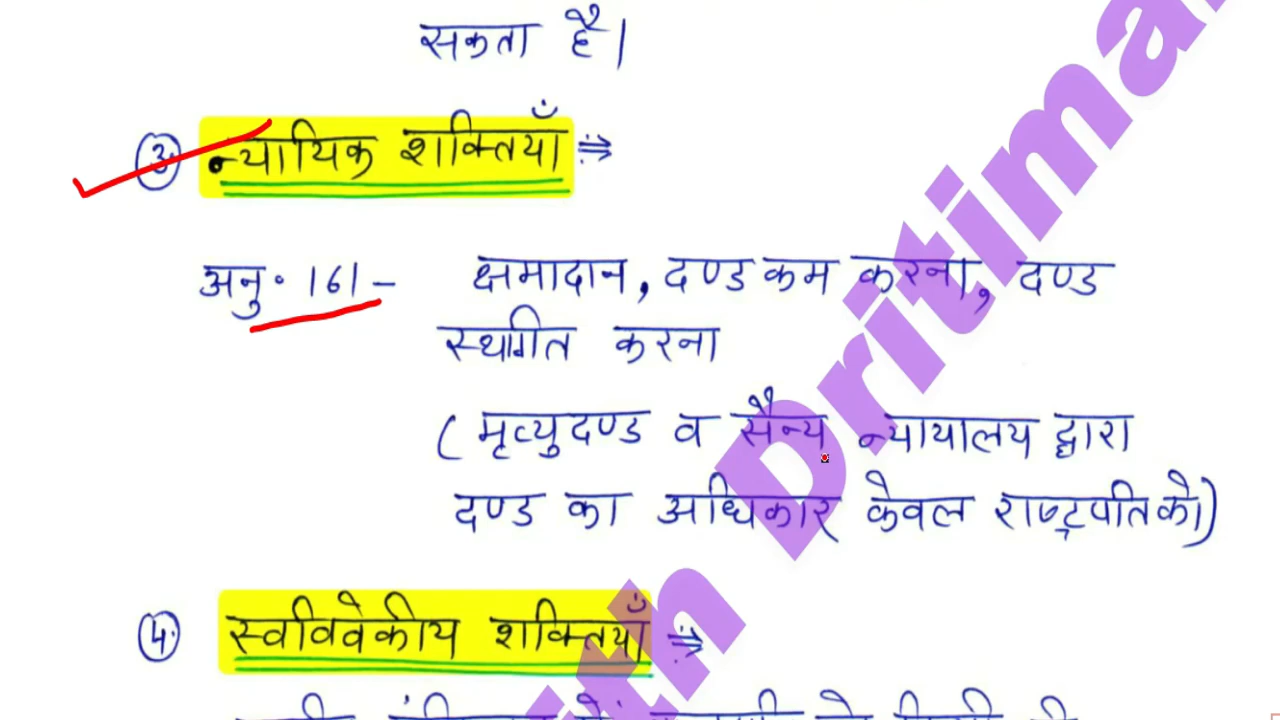 सकता है।
③ न्यायिक शक्तियाँ ⇒
अनु॰ 161 - क्षमादान, दण्ड कम करना, दण्ड
स्थगित करना
(मृत्युदण्ड व सैन्य न्यायालय द्वारा
दण्ड का अधिकार केवल राष्ट्रपति को)
④ स्वविवेकीय शक्तियाँ ⇒